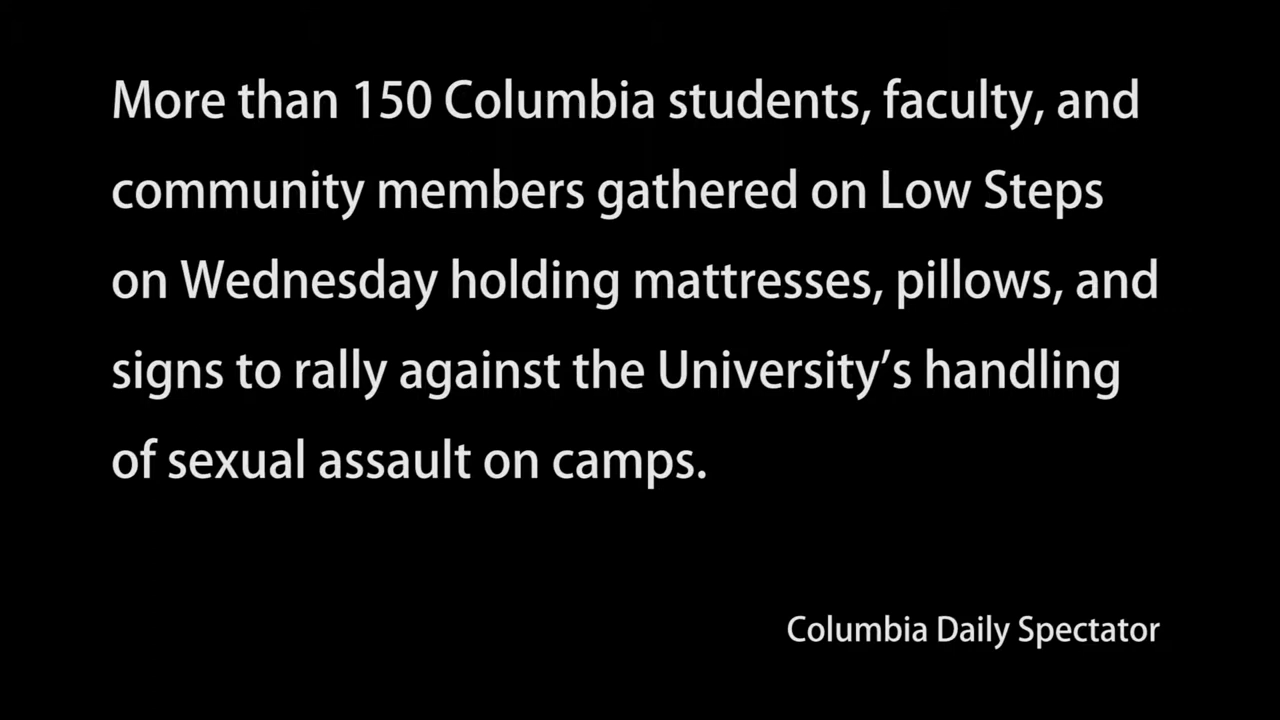 More than 150 Columbia students, faculty, and
community members gathered on Low Steps
on Wednesday holding mattresses, pillows, and
signs to rally against the University’s handling
of sexual assault on camps.
Columbia Daily Spectator